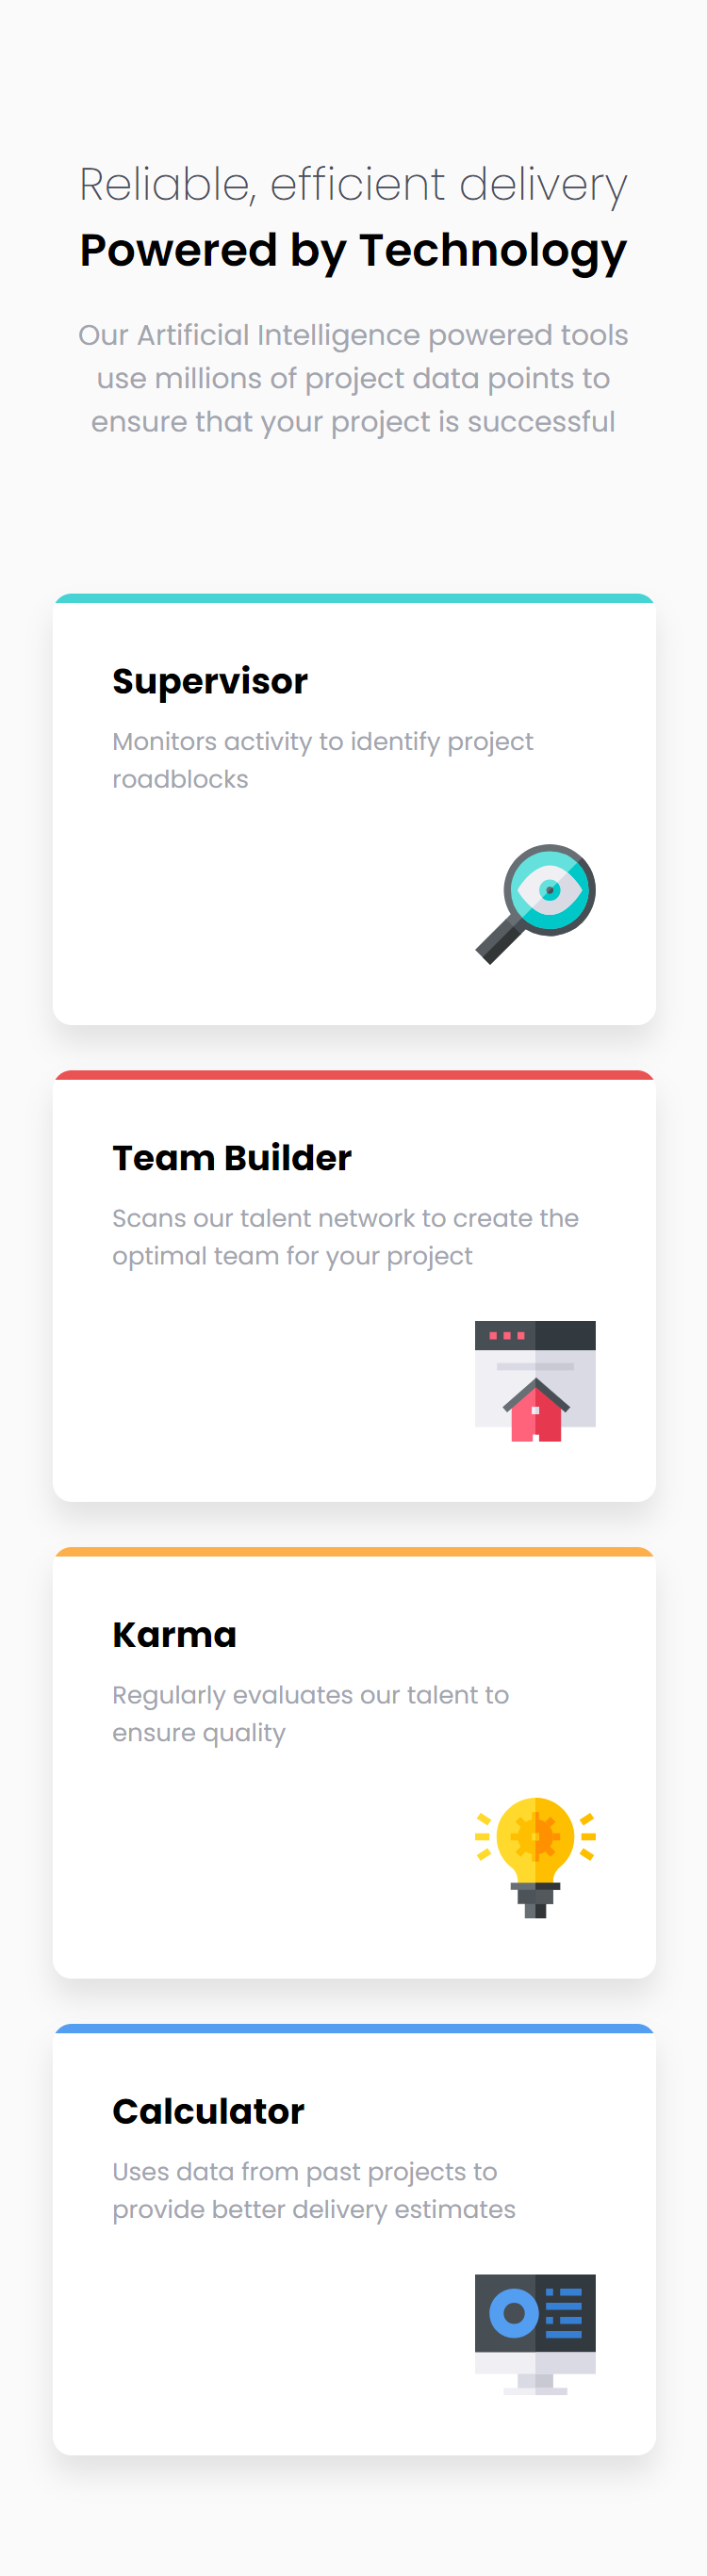 Reliable, efficient delivery
Powered by Technology
Our Artificial Intelligence powered tools
use millions of project data points to
ensure that your project is successful
Supervisor
Monitors activity to identify project
roadblocks
Team Builder
Scans our talent network to create the
optimal team for your project
Karma
Regularly evaluates our talent to
ensure quality
Calculator
Uses data from past projects to
provide better delivery estimates